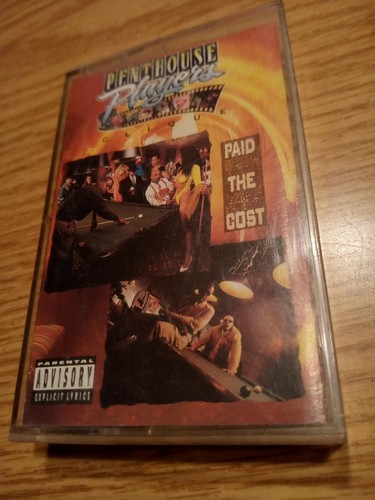 PENTHOUSE
Players
CLIQUE
PAID
THE
COST
PARENTAL
ADVISORY
EXPLICIT LYRICS